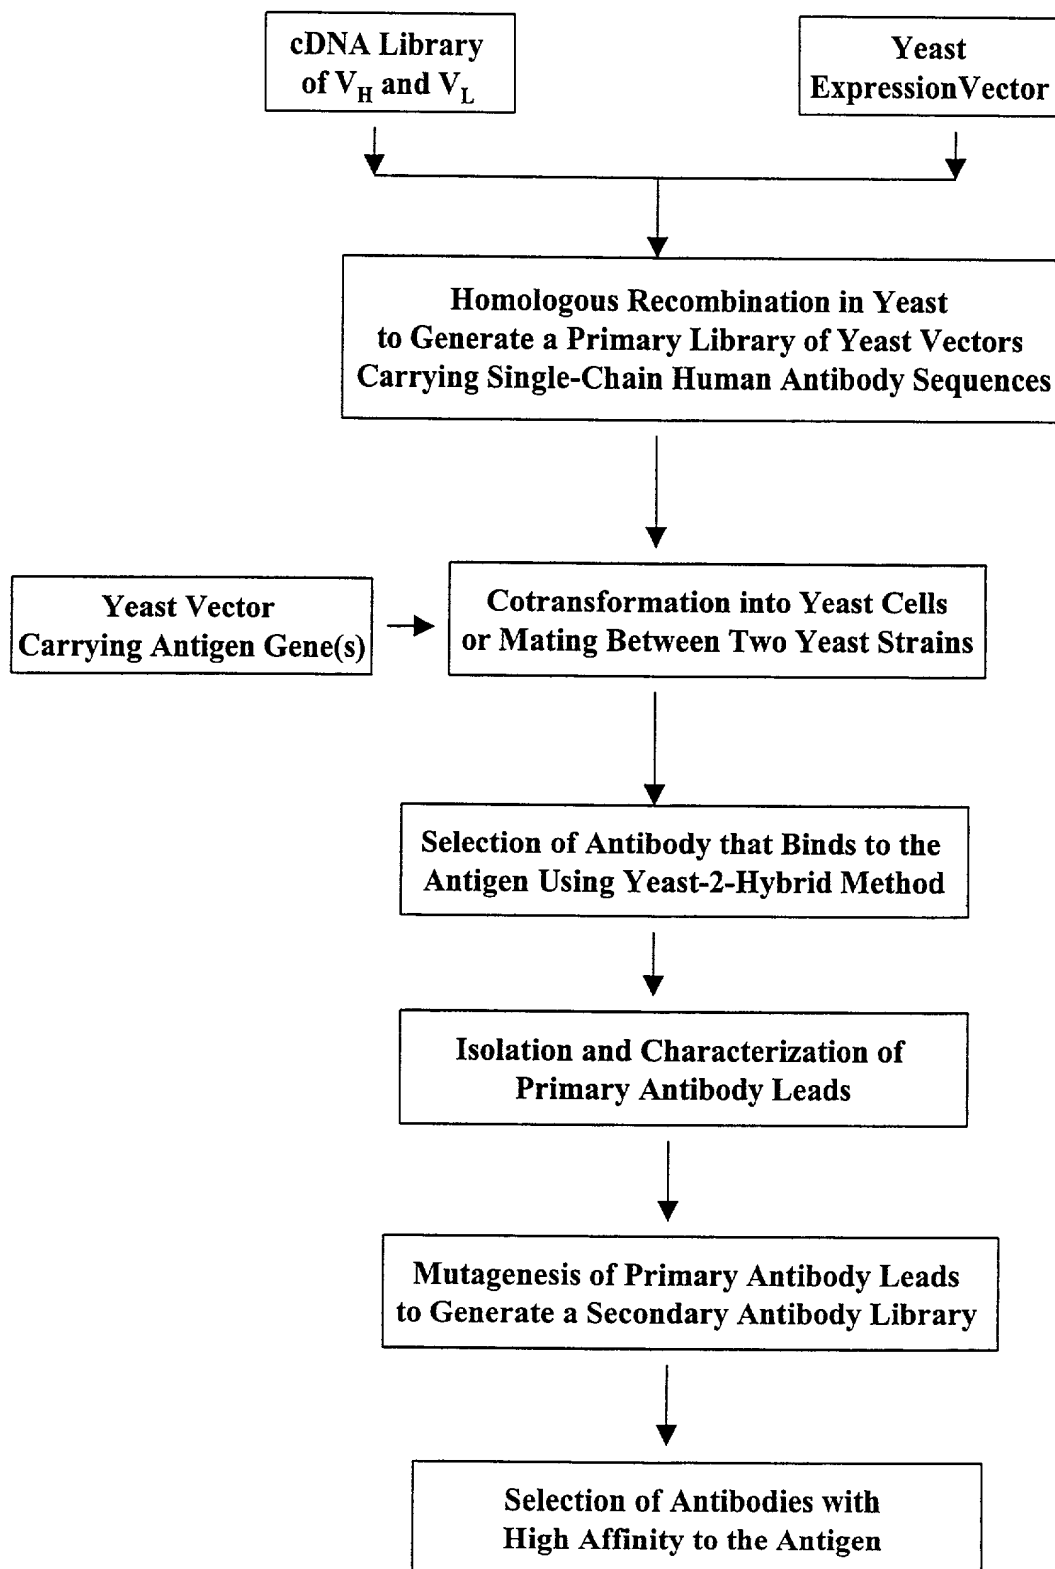 cDNA Library
of VH and VL
Yeast
ExpressionVector
Homologous Recombination in Yeast
to Generate a Primary Library of Yeast Vectors
Carrying Single-Chain Human Antibody Sequences
Yeast Vector
Carrying Antigen Gene(s)
Cotransformation into Yeast Cells
or Mating Between Two Yeast Strains
Selection of Antibody that Binds to the
Antigen Using Yeast-2-Hybrid Method
Isolation and Characterization of
Primary Antibody Leads
Mutagenesis of Primary Antibody Leads
to Generate a Secondary Antibody Library
Selection of Antibodies with
High Affinity to the Antigen